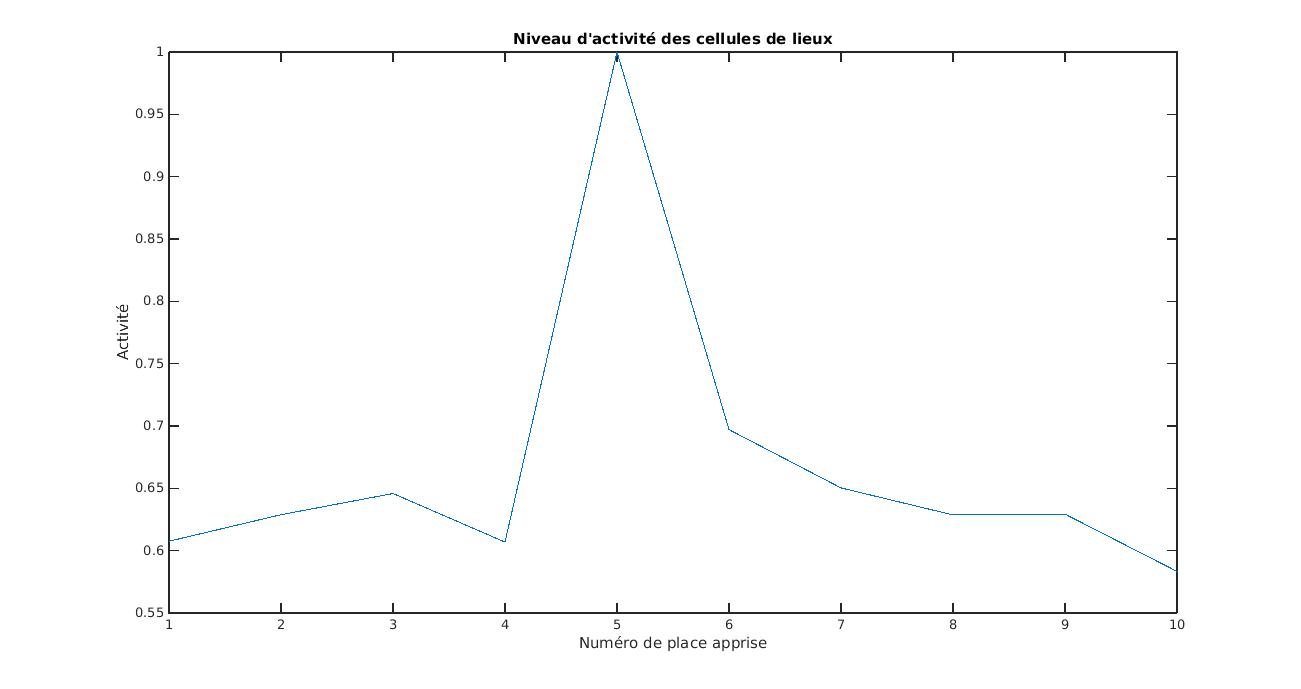 Niveau d'activité des cellules de lieux
1
0.95
0.9
0.85
0.8
0.75
0.7
0.65
0.6
0.55
Activité
1 2 3 4 5 6 7 8 9 10
Numéro de place apprise